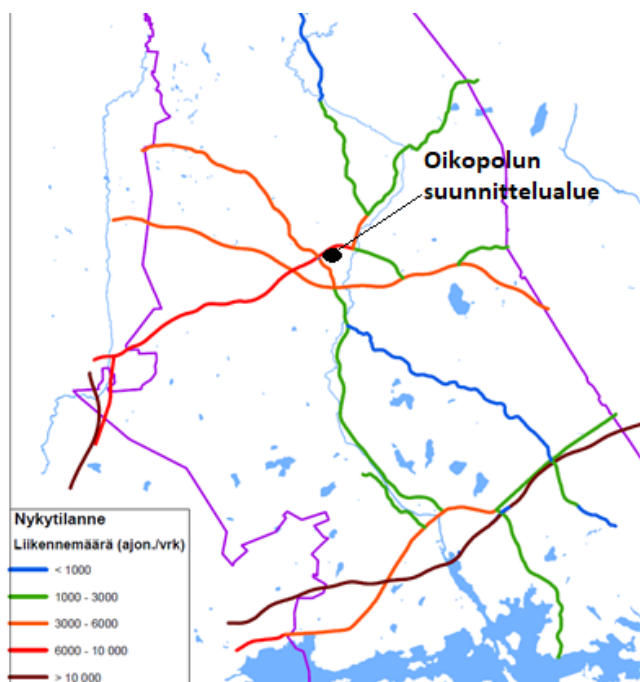 Oikopolun
suunnittelualue
Nykytilanne
Liikennemäärä (ajon./vrk)
< 1000
1000 - 3000
3000 - 6000
6000 - 10 000
> 10 000